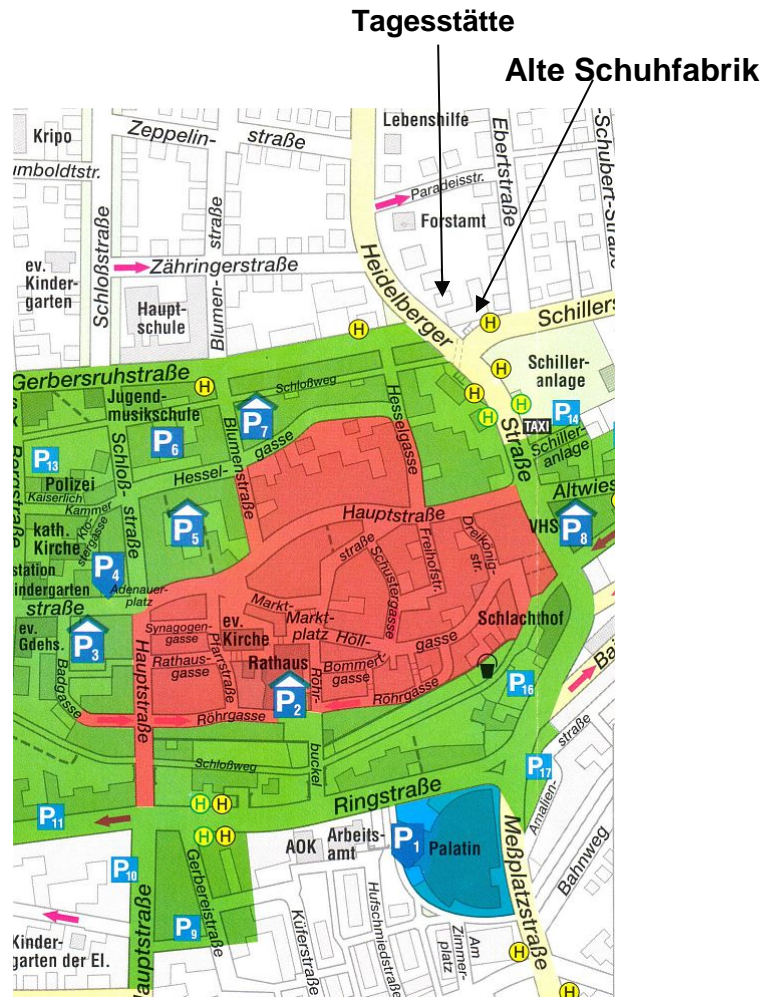 Tagesstätte
Alte Schuhfabrik
Kripo
Zeppelin-
straße
Lebenshilfe
Ebertstraße
-Schubert-Straße
umboldtstr.
Schloßstraße
Blumen-
straße
Paradeisstr.
Forstamt
ev.
Kinder-
garten
Zähringerstraße
Haupt-
schule
Heidelberger
Straße
H
H
Schillers
H
Schiller-
anlage
Gerbersruhstraße
H
Schloßweg
H
H
H
TAXI
P14
Jugend-
musikschule
P6
P7
Blumenstraße
Hessel-
gasse
Hesselgasse
Schiller-
anlage
P13
Bergstraße
Polizei
Schloß-
straße
Kaiserlich
Kammer
Klo-
stergasse
kath.
Kirche
P5
Hauptstraße
Altwies
VHS
P8
station
indergarten
P4
Adenauer-
platz
straße
Schustergasse
Freihofstr.
Dreikönig-
str.
straße
ev.
Gdehs.
P3
Badgasse
Synagogen-
gasse
Rathaus-
gasse
Pfarrstraße
ev.
Kirche
Markt-
Markt-
platz
Höll-
gasse
Bommert-
gasse
Schlachthof
Rathaus
P2
Röhr-
buckel
Röhrgasse
Röhrgasse
Hauptstraße
P16
Ba
Schloßweg
P17
Amalien-
straße
Ringstraße
H
H
P11
H
H
AOK
Arbeits-
amt
P1
Palatin
Meßplatzstraße
Bahnweg
P10
Gerbereistraße
P9
Hauptstraße
Kinder-
garten der El.
Küferstraße
Hufschmiedstraße
Am
Zimmer-
platz
H
H